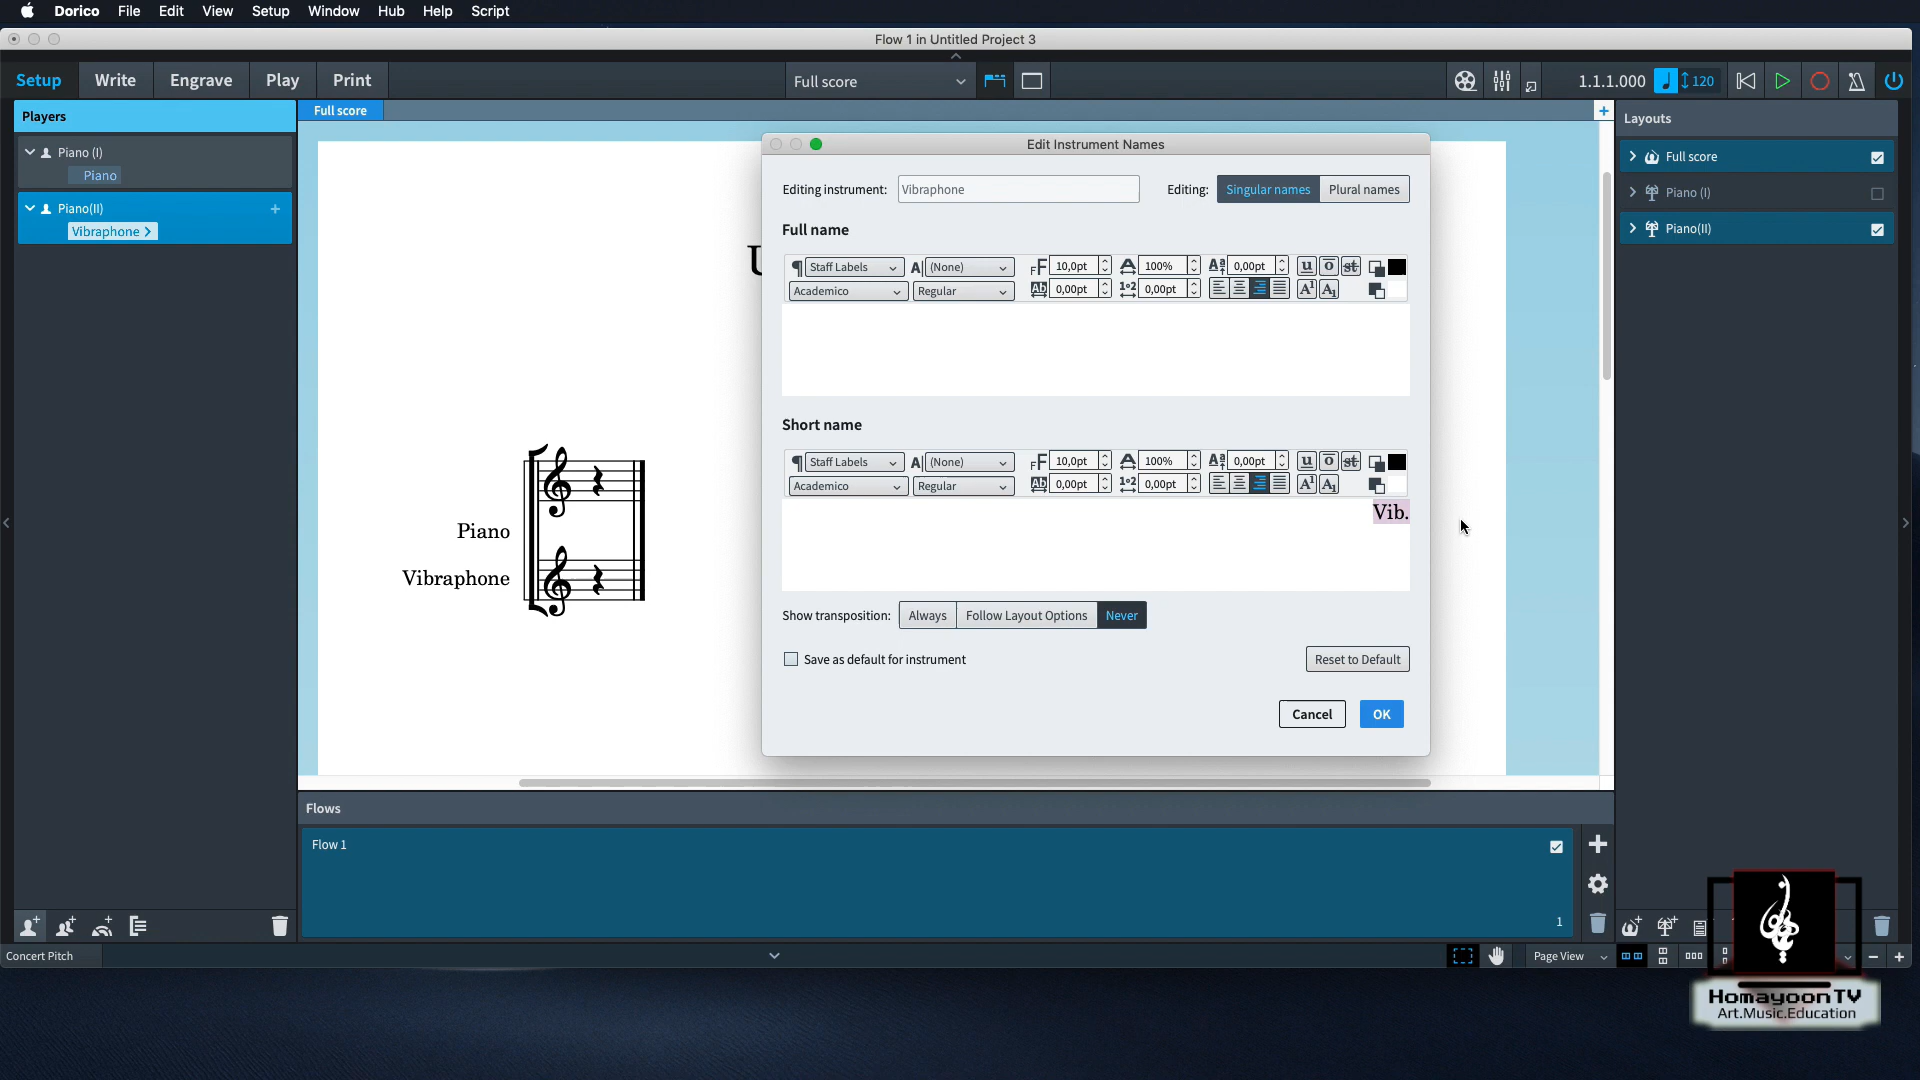 Dorico File Edit View Setup Window Hub Help Script
Flow 1 in Untitled Project 3
Setup Write Engrave Play Print
Full score
1.1.1.000 120
Players
Full score
Layouts
Piano (I)
Piano
Piano(II)
Vibraphone
Full score
Piano (I)
Piano(II)
U
Piano
Vibraphone
Edit Instrument Names
Editing instrument: Vibraphone Editing: Singular names Plural names
Full name
Staff Labels (None) 10,0pt 100% 0,00pt
Academico Regular 0,00pt 0,00pt
Short name
Staff Labels (None) 10,0pt 100% 0,00pt
Academico Regular 0,00pt 0,00pt
Vib.
Show transposition: Always Follow Layout Options Never
Save as default for instrument Reset to Default
Cancel OK
Flows
Flow 1
1
Concert Pitch
Page View
HomayoonTV
Art.Music.Education